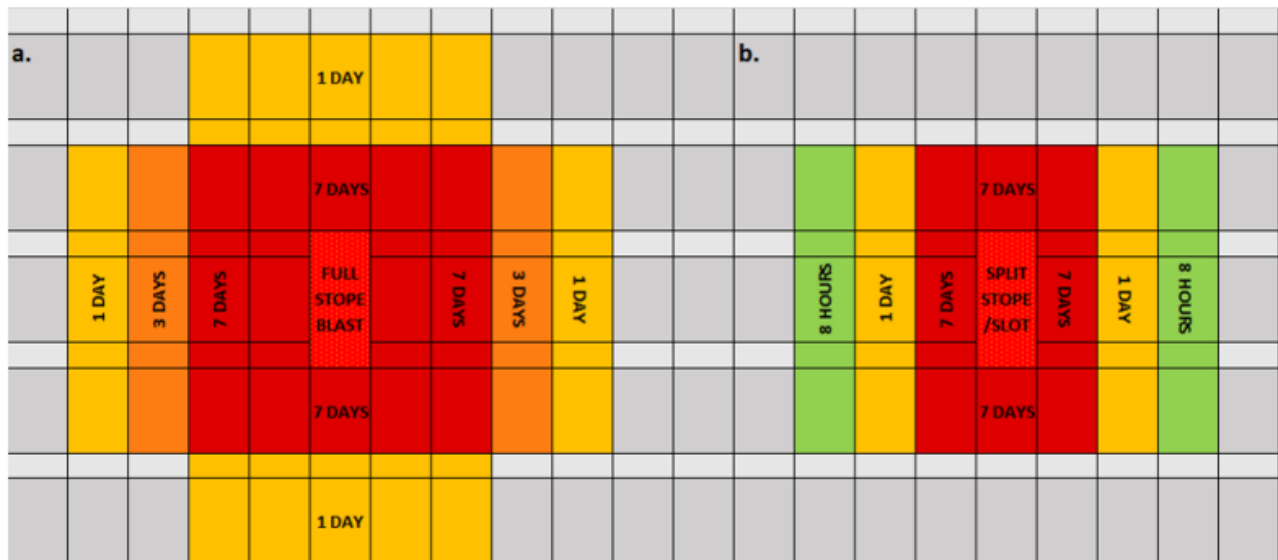 a.
1 DAY
7 DAYS
1 DAY
3 DAYS
7 DAYS
FULL
STOPE
BLAST
7 DAYS
3 DAYS
1 DAY
7 DAYS
1 DAY
b.
7 DAYS
8 HOURS
1 DAY
7 DAYS
SPLIT
STOPE
/SLOT
7 DAYS
1 DAY
8 HOURS
7 DAYS